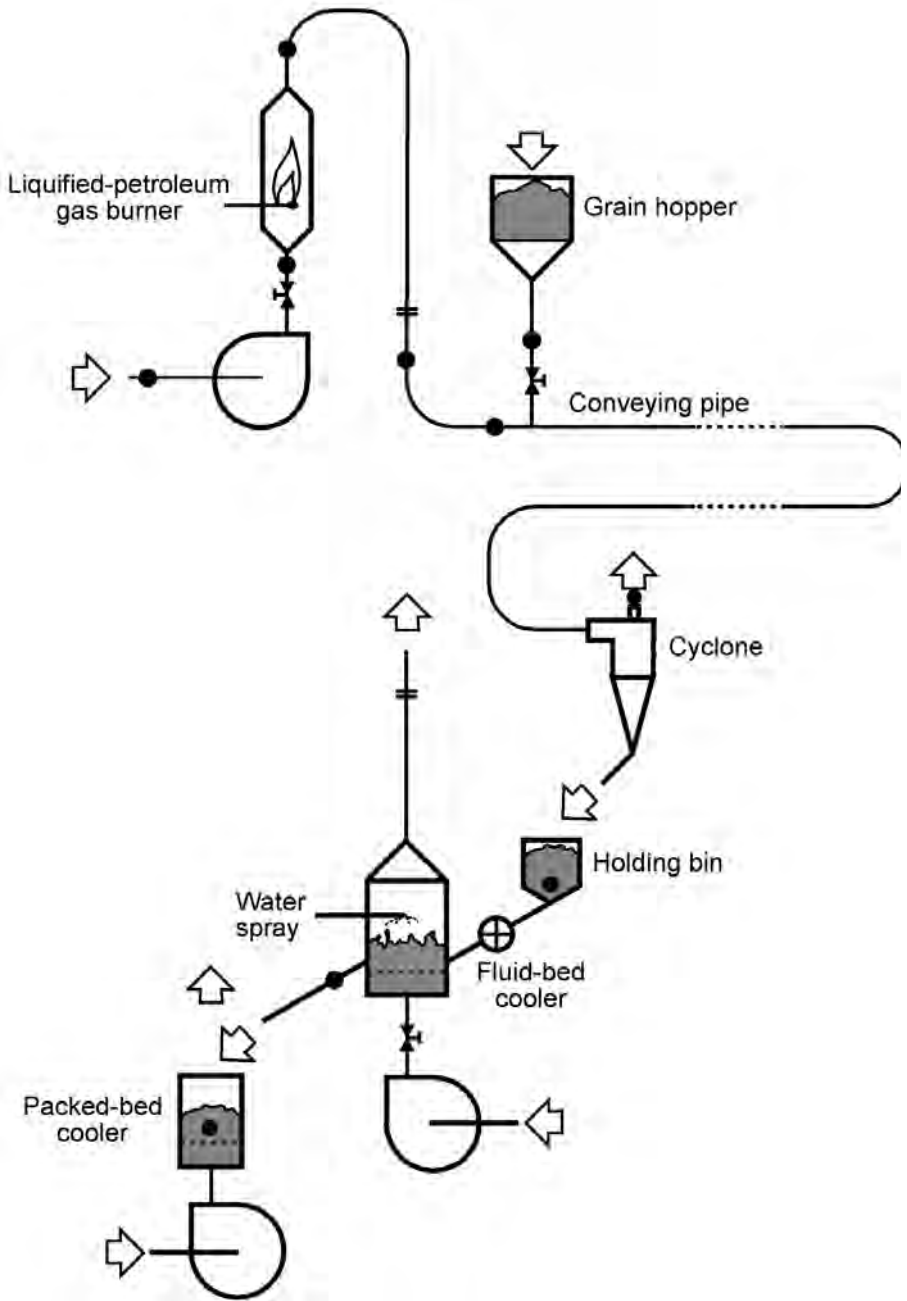 Liquified-petroleum
gas burner
Grain hopper
Conveying pipe
Cyclone
Holding bin
Water
spray
Fluid-bed
cooler
Packed-bed
cooler